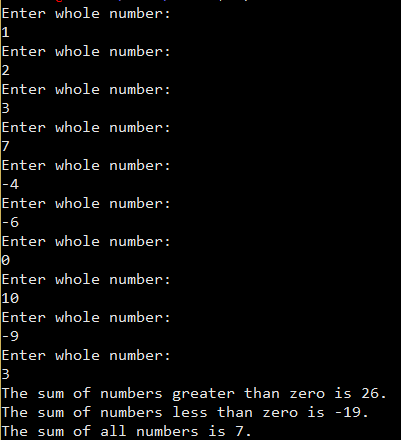 Enter whole number:
1
Enter whole number:
2
Enter whole number:
3
Enter whole number:
7
Enter whole number:
-4
Enter whole number:
-6
Enter whole number:
0
Enter whole number:
10
Enter whole number:
-9
Enter whole number:
3
The sum of numbers greater than zero is 26.
The sum of numbers less than zero is -19.
The sum of all numbers is 7.